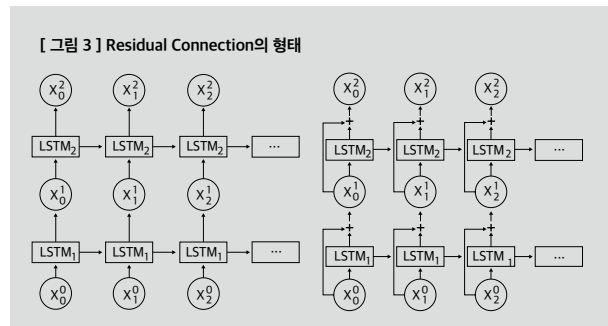 [ 그림 3 ] Residual Connection의 형태
X₀² X₁² X₂² X₀² X₁² X₂²
+ + +
LSTM₂ LSTM₂ LSTM₂ ... LSTM₂ LSTM₂ LSTM₂ ...
X₀¹ X₁¹ X₂¹ X₀¹ X₁¹ X₂¹
+ + +
LSTM₁ LSTM₁ LSTM₁ ... LSTM₁ LSTM₁ LSTM₁ ...
X₀⁰ X₁⁰ X₂⁰ X₀⁰ X₁⁰ X₂⁰